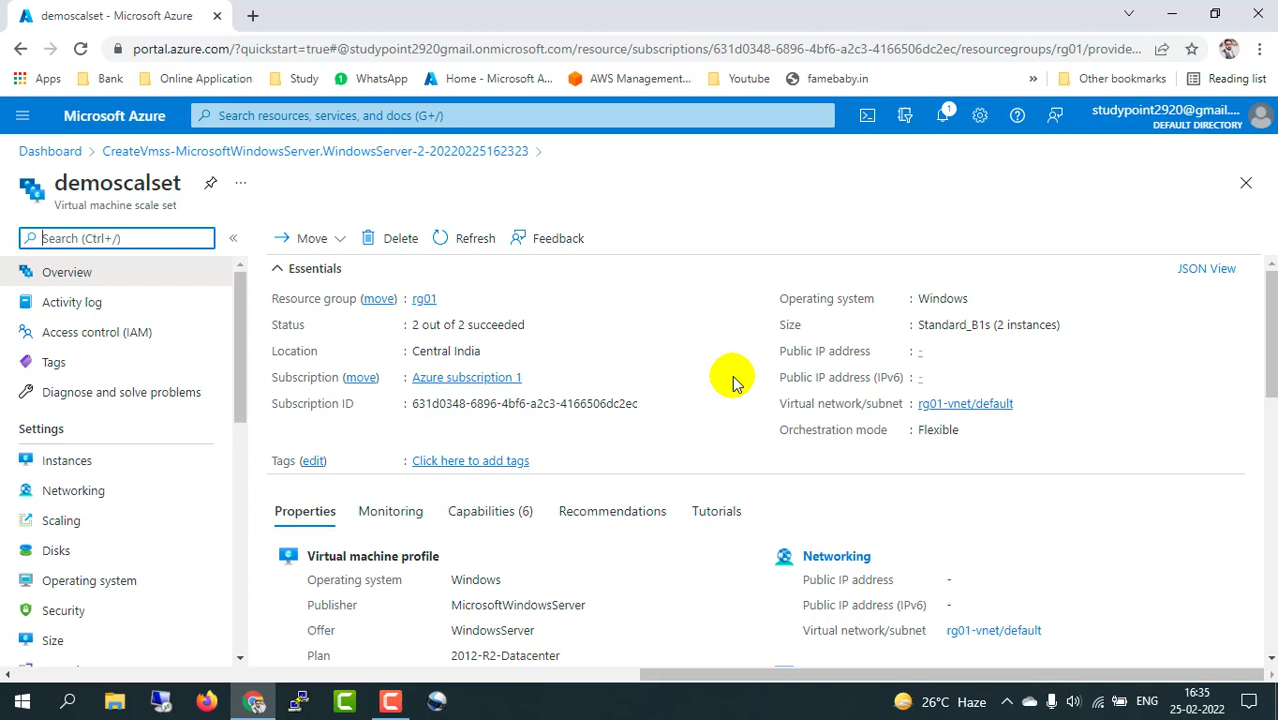 demoscalset - Microsoft Azure
portal.azure.com/?quickstart=true#@studypoint2920gmail.onmicrosoft.com/resource/subscriptions/631d0348-6896-4bf6-a2c3-4166506dc2ec/resourcegroups/rg01/provide...
Apps Bank Online Application Study WhatsApp Home - Microsoft A... AWS Management... Youtube famebaby.in » Other bookmarks Reading list
Microsoft Azure Search resources, services, and docs (G+/) 1 studypoint2920@gmail....
DEFAULT DIRECTORY
Dashboard > CreateVmss-MicrosoftWindowsServer.WindowsServer-2-20220225162323 >
demoscalset ...
Virtual machine scale set
Search (Ctrl+/) « Move Delete Refresh Feedback
Overview
Activity log
Access control (IAM)
Tags
Diagnose and solve problems
Settings
Instances
Networking
Scaling
Disks
Operating system
Security
Size
Essentials JSON View
Resource group (move) : rg01
Status : 2 out of 2 succeeded
Location : Central India
Subscription (move) : Azure subscription 1
Subscription ID : 631d0348-6896-4bf6-a2c3-4166506dc2ec
Operating system : Windows
Size : Standard_B1s (2 instances)
Public IP address : -
Public IP address (IPv6) : -
Virtual network/subnet : rg01-vnet/default
Orchestration mode : Flexible
Tags (edit) : Click here to add tags
Properties Monitoring Capabilities (6) Recommendations Tutorials
Virtual machine profile
Operating system Windows
Publisher MicrosoftWindowsServer
Offer WindowsServer
Plan 2012-R2-Datacenter
Networking
Public IP address -
Public IP address (IPv6) -
Virtual network/subnet rg01-vnet/default
26°C Haze ENG 16:35
25-02-2022